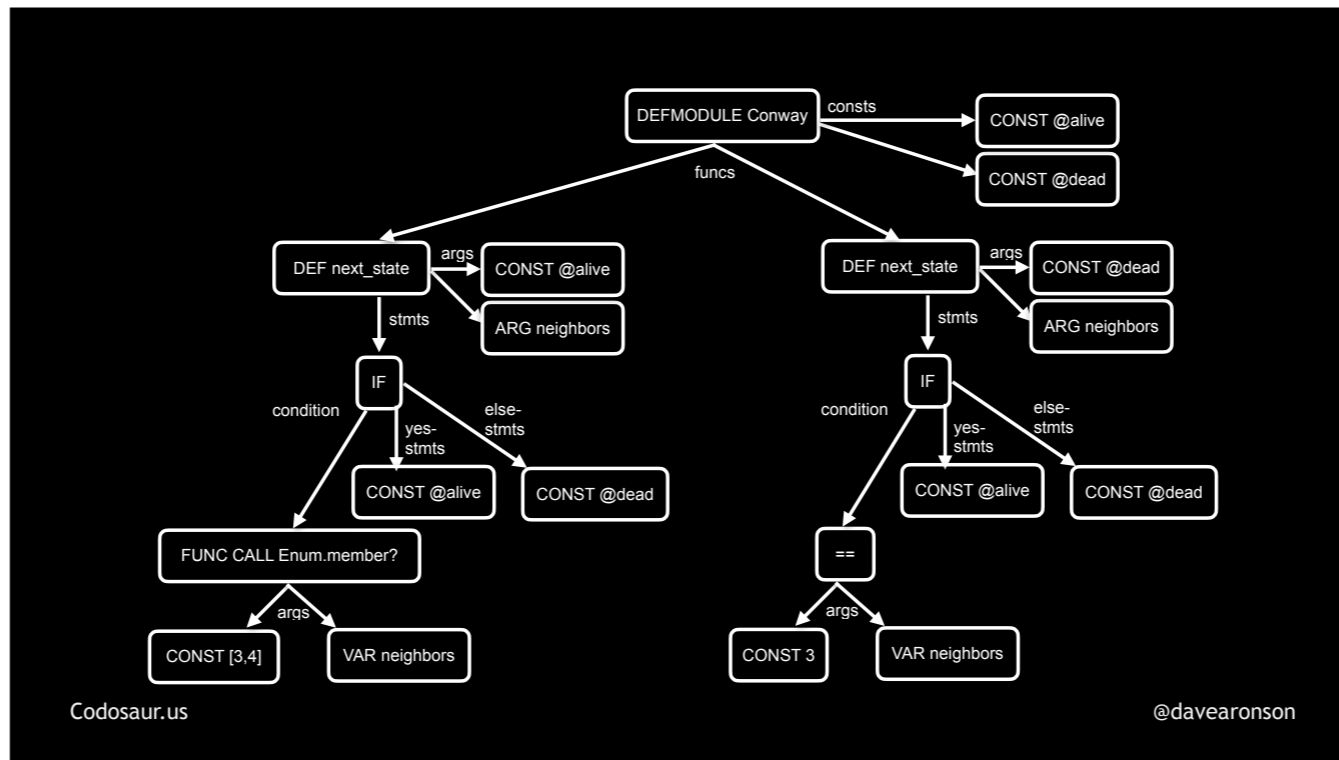 DEFMODULE Conway
consts
CONST @alive
CONST @dead
funcs
DEF next_state
args
CONST @alive
ARG neighbors
stmts
IF
condition
yes-
stmts
else-
stmts
CONST @alive
CONST @dead
FUNC CALL Enum.member?
args
CONST [3,4]
VAR neighbors
DEF next_state
args
CONST @dead
ARG neighbors
stmts
IF
condition
yes-
stmts
else-
stmts
CONST @alive
CONST @dead
==
args
CONST 3
VAR neighbors
Codosaur.us
@davearonson